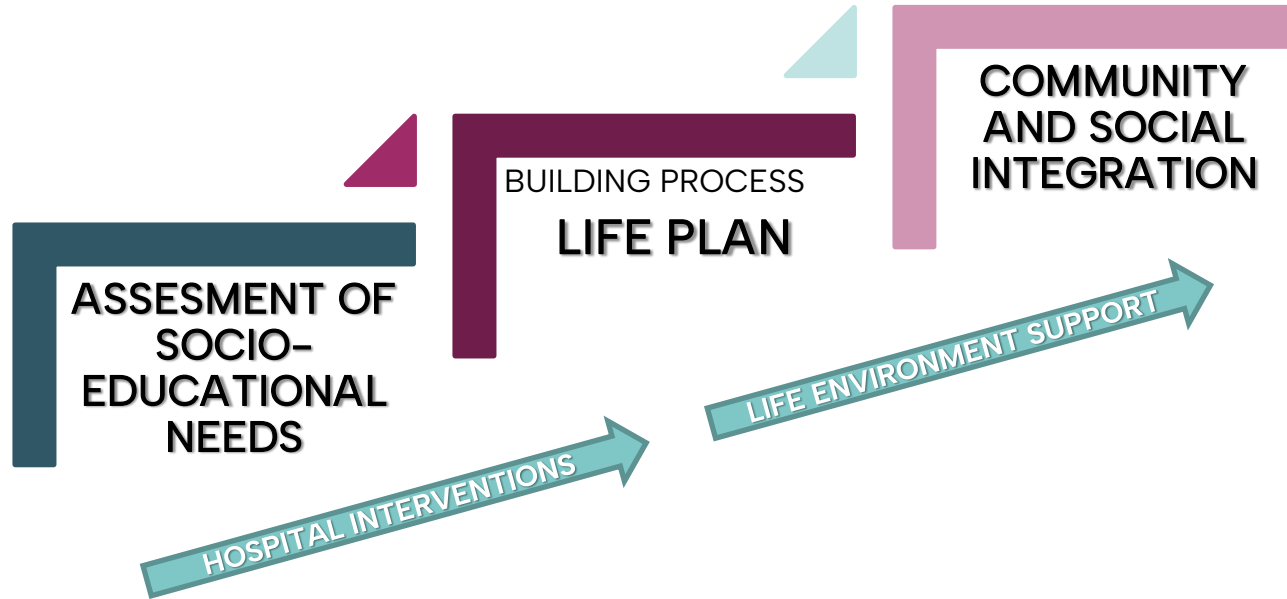 ASSESMENT OF
SOCIO-
EDUCATIONAL
NEEDS
BUILDING PROCESS
LIFE PLAN
COMMUNITY
AND SOCIAL
INTEGRATION
HOSPITAL INTERVENTIONS
LIFE ENVIRONMENT SUPPORT